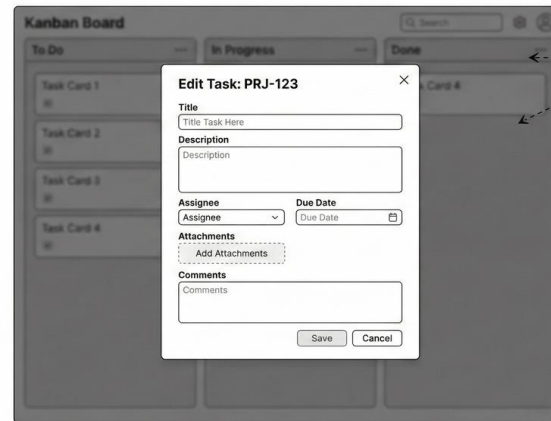 Kanban Board
Search
To Do
In Progress
Done
Task Card 1
Task Card 2
Task Card 3
Task Card 4
Card 4
Edit Task: PRJ-123
Title
Title Task Here
Description
Description
Assignee
Due Date
Assignee
Due Date
Attachments
Add Attachments
Comments
Comments
Save
Cancel